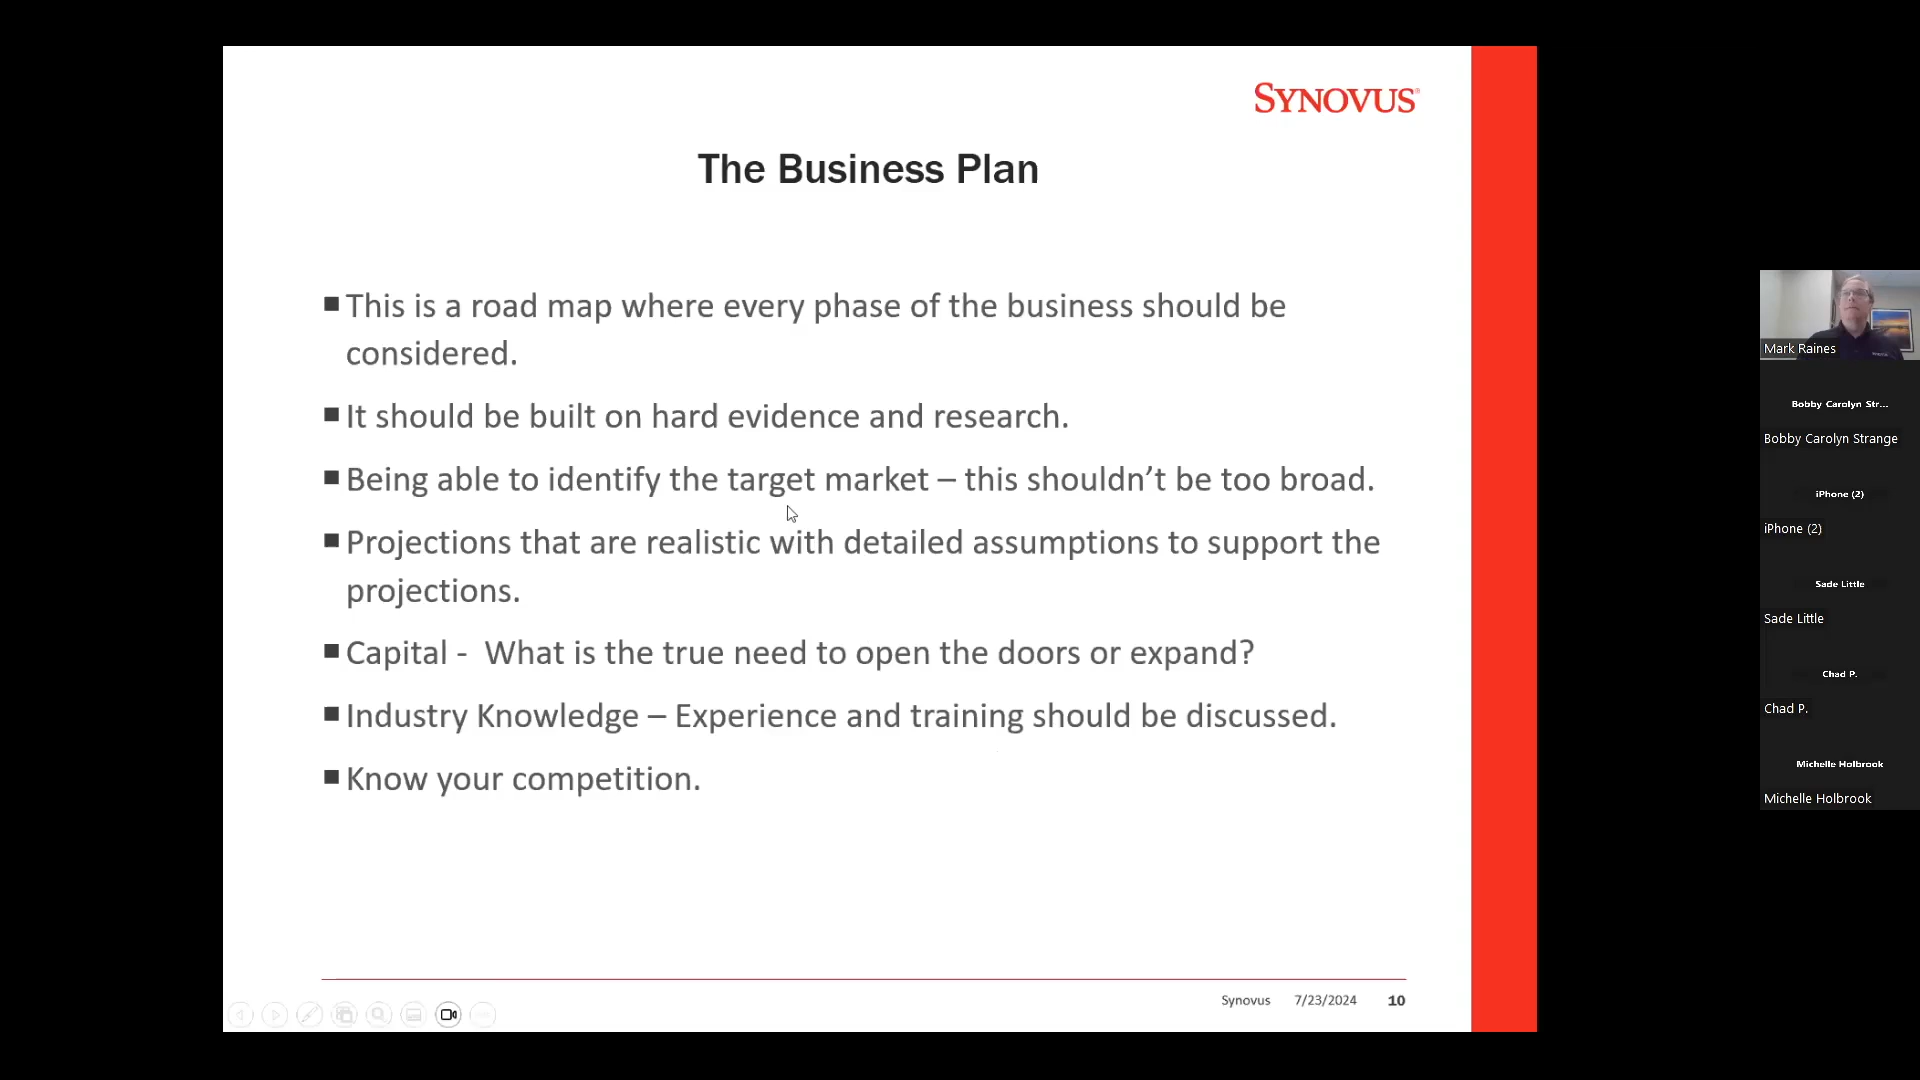 SYNOVUS®
The Business Plan
■ This is a road map where every phase of the business should be
considered.
■ It should be built on hard evidence and research.
■ Being able to identify the target market – this shouldn’t be too broad.
■ Projections that are realistic with detailed assumptions to support the
projections.
■ Capital -  What is the true need to open the doors or expand?
■ Industry Knowledge – Experience and training should be discussed.
■ Know your competition.
Synovus 7/23/2024 10
Mark Raines
Bobby Carolyn Str...
Bobby Carolyn Strange
iPhone (2)
iPhone (2)
Sade Little
Sade Little
Chad P.
Chad P.
Michelle Holbrook
Michelle Holbrook